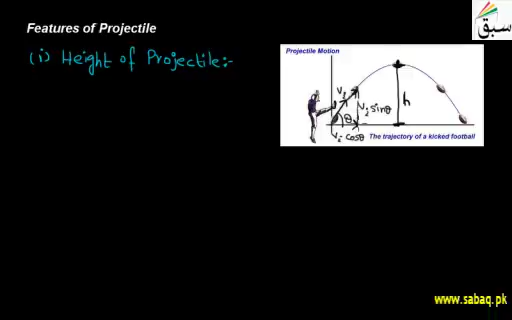 سبق
Features of Projectile
(i) Height of Projectile:-
Projectile Motion
Vi
Vi sinθ
h
θ
Vi cosθ
The trajectory of a kicked football
www.sabaq.pk